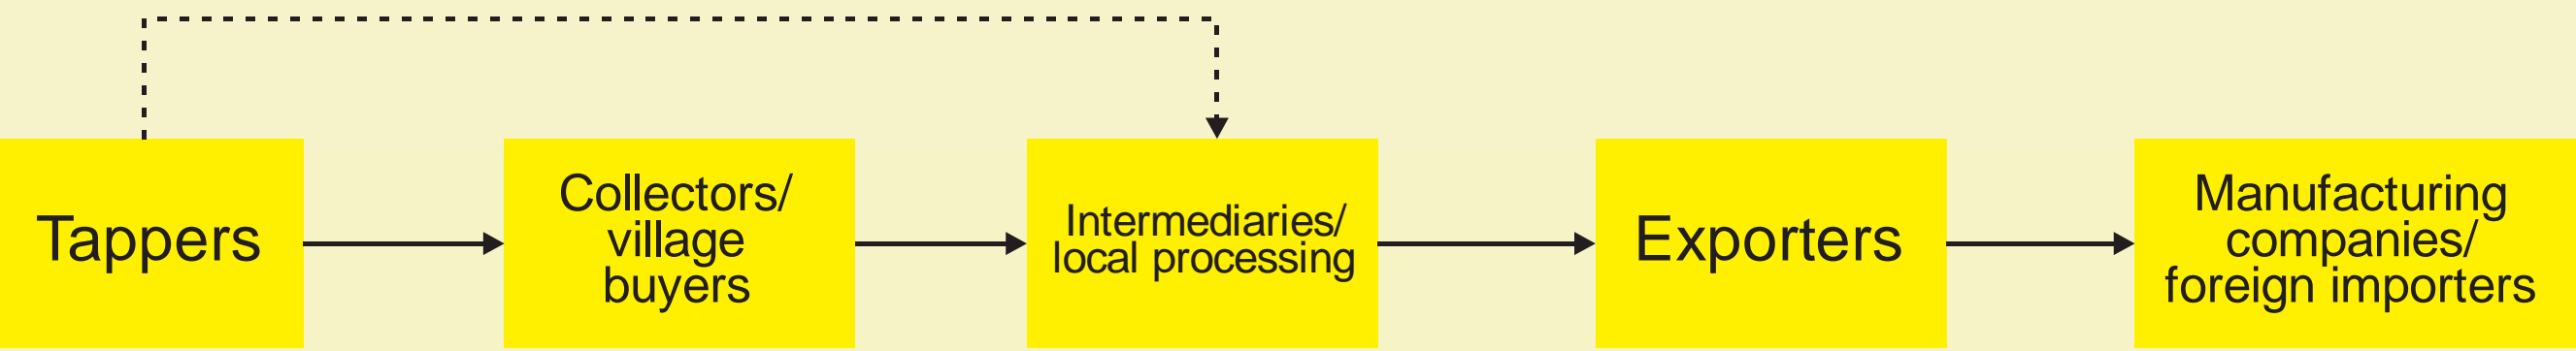 Tappers
Collectors/
village
buyers
Intermediaries/
local processing
Exporters
Manufacturing
companies/
foreign importers